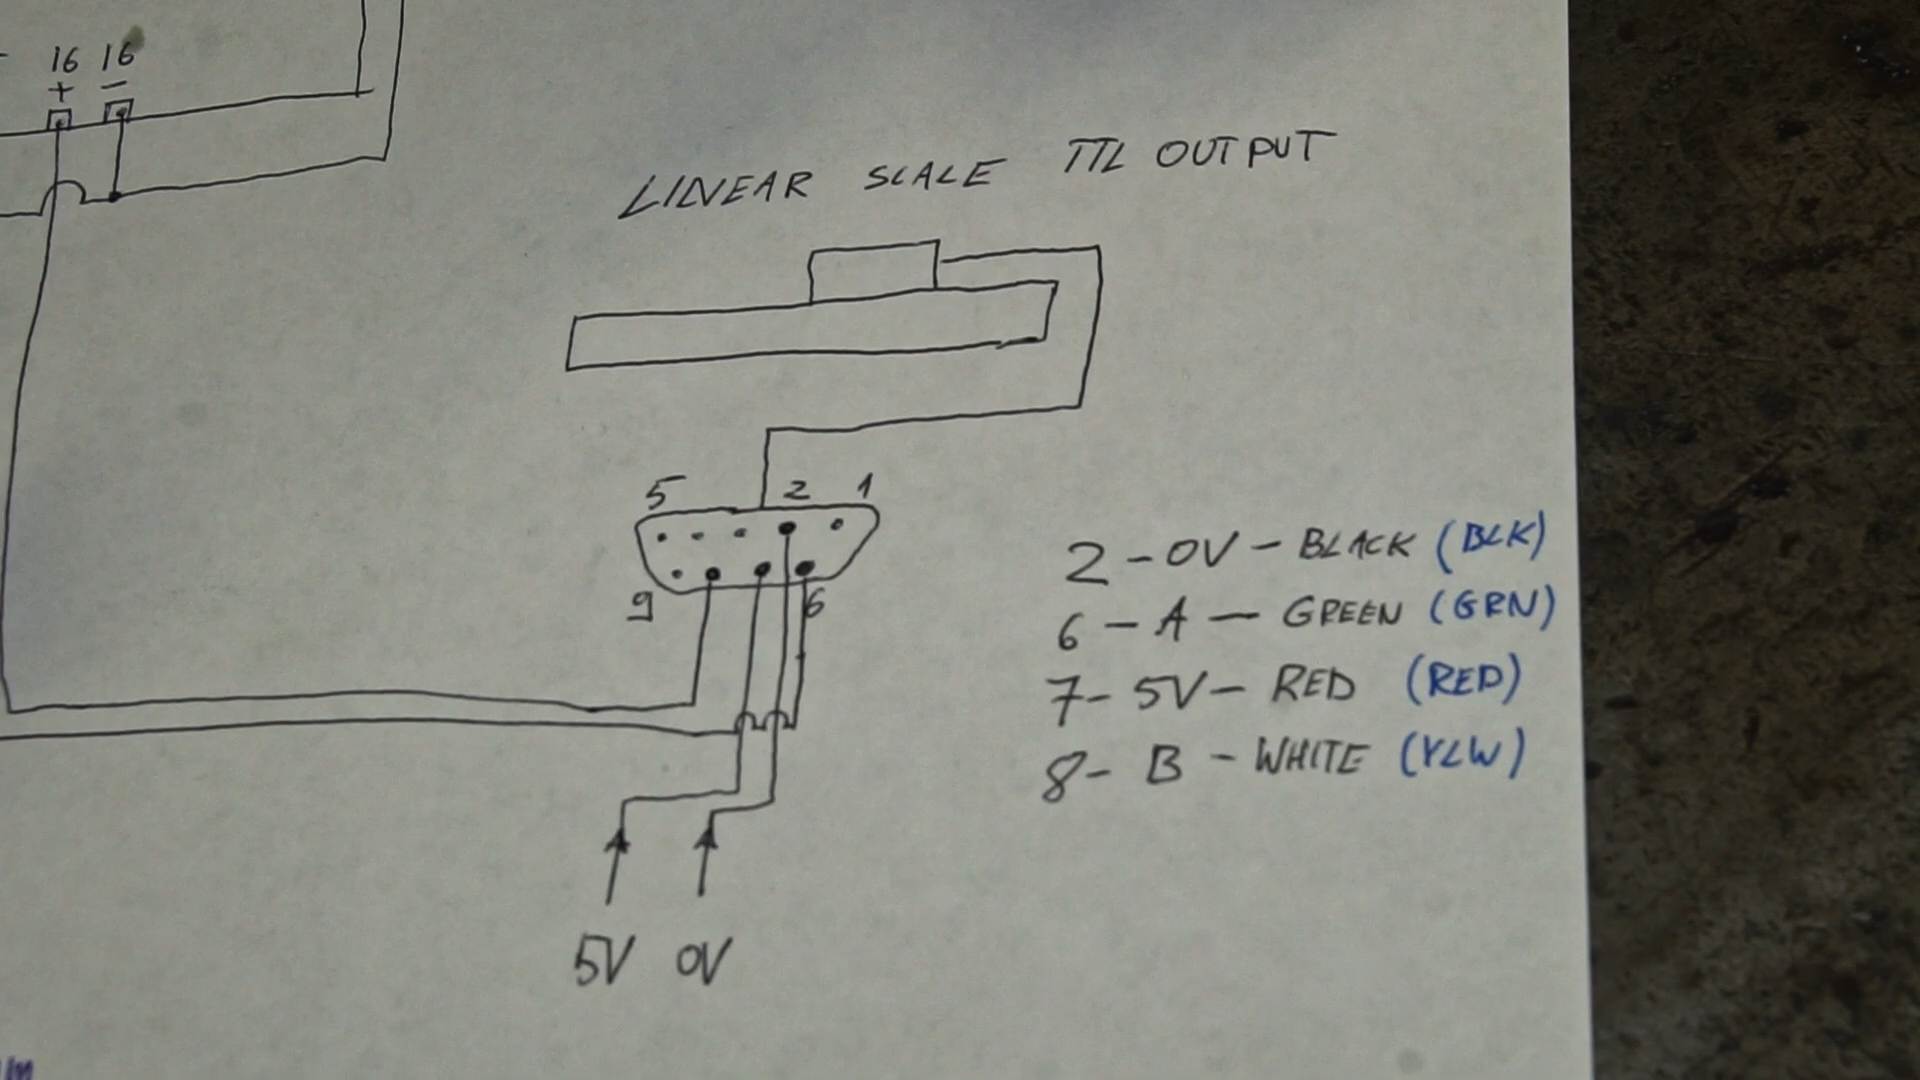 16 16
+ −
LINEAR SCALE TTL OUTPUT
5 2 1
9 6
2 - 0V - BLACK (BLK)
6 - A - GREEN (GRN)
7 - 5V - RED (RED)
8 - B - WHITE (YLW)
5V 0V